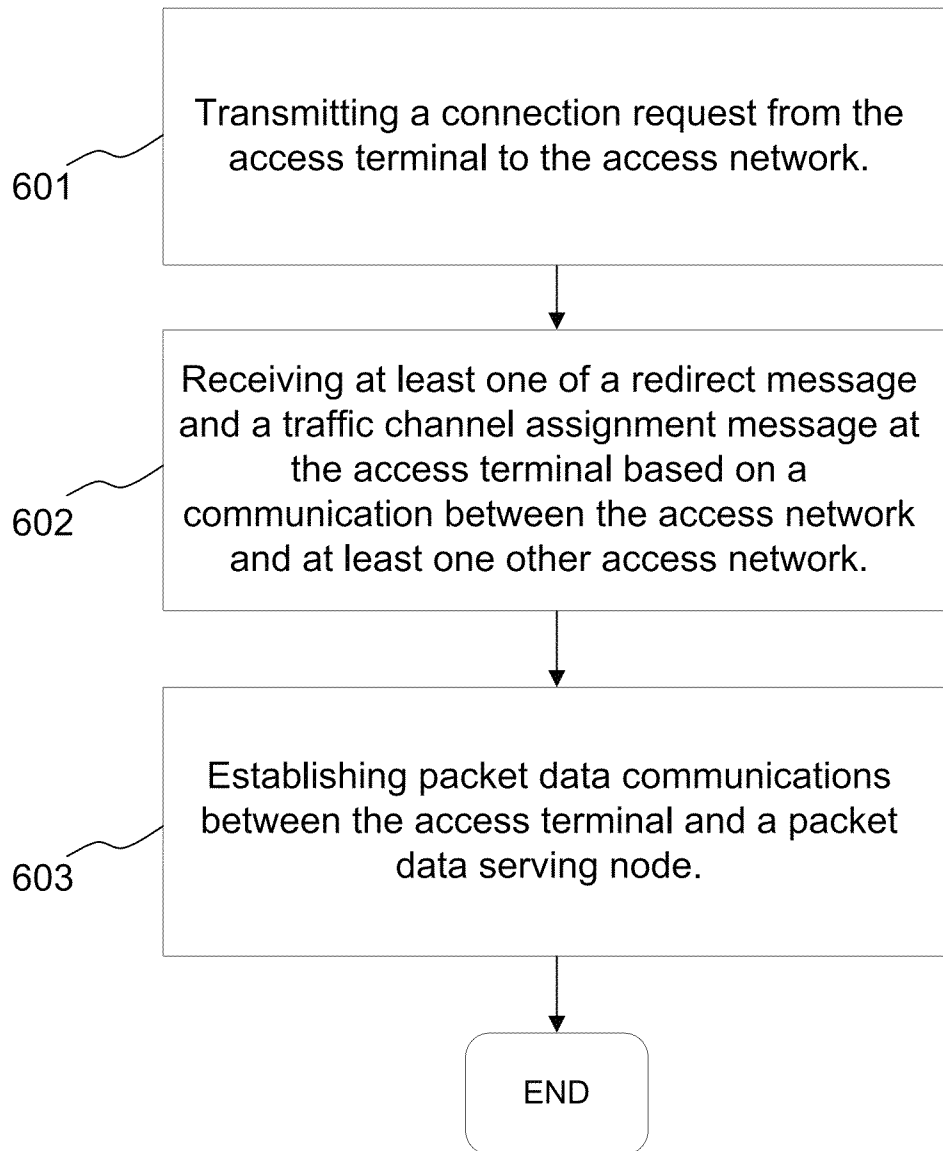 Transmitting a connection request from the
access terminal to the access network.
601
Receiving at least one of a redirect message
and a traffic channel assignment message at
the access terminal based on a
communication between the access network
and at least one other access network.
602
Establishing packet data communications
between the access terminal and a packet
data serving node.
603
END